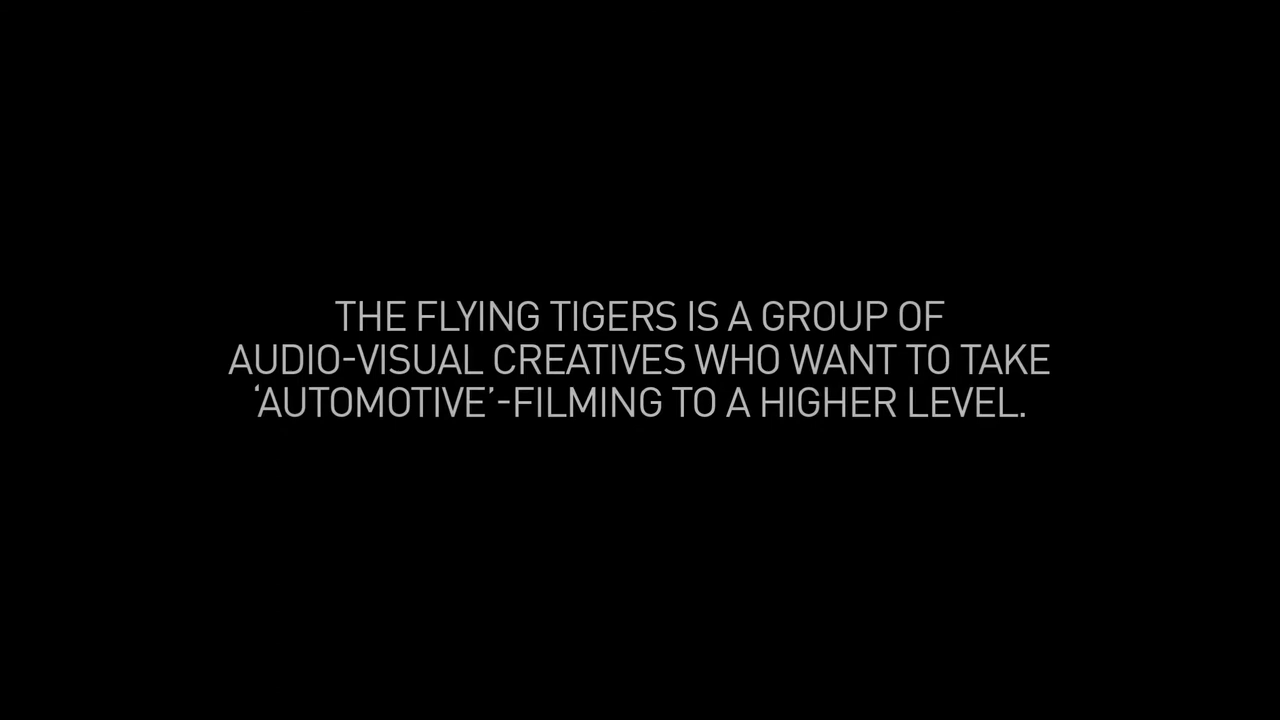 THE FLYING TIGERS IS A GROUP OF
AUDIO-VISUAL CREATIVES WHO WANT TO TAKE
‘AUTOMOTIVE’-FILMING TO A HIGHER LEVEL.